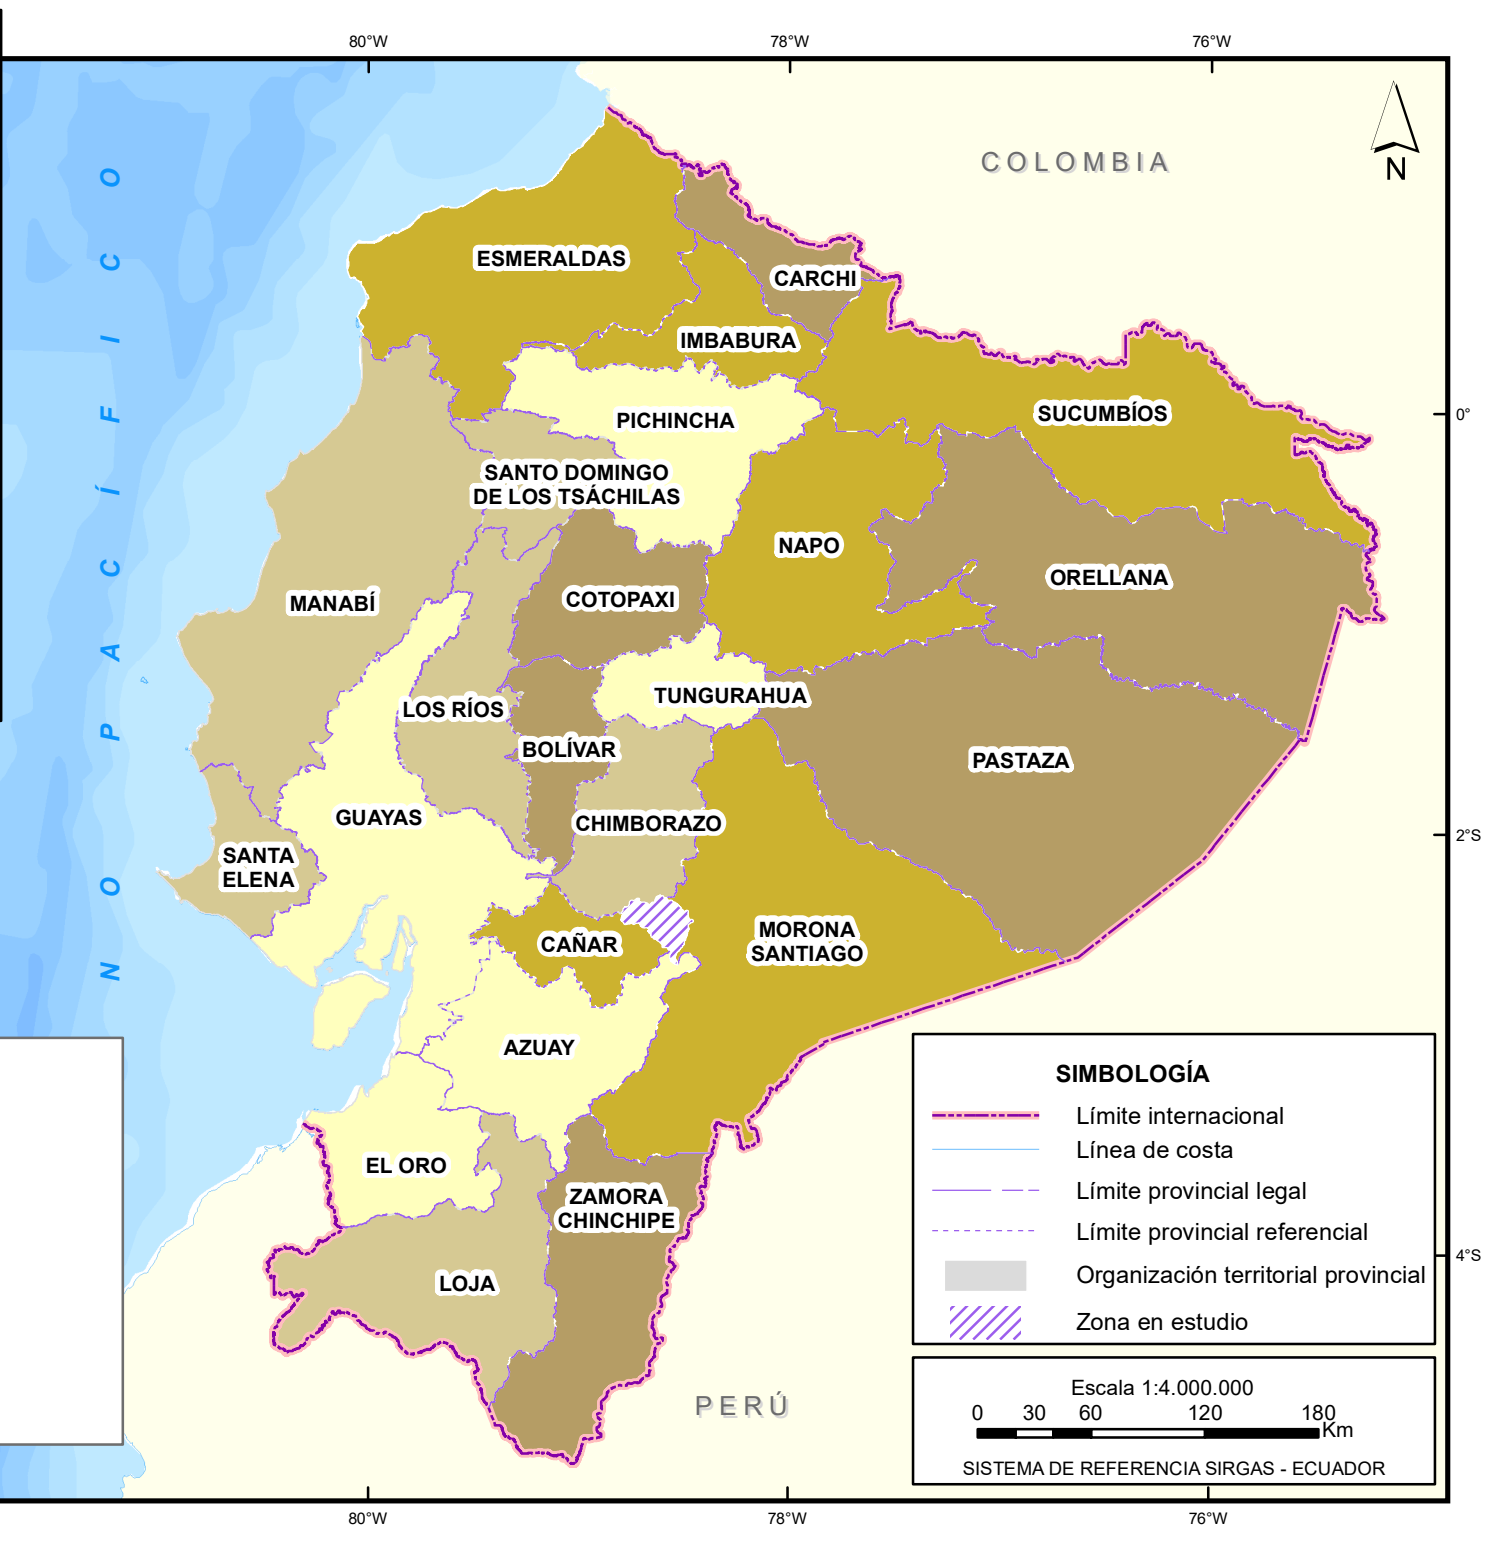 80°W
78°W
76°W
COLOMBIA
N
ESMERALDAS
CARCHI
IMBABURA
SUCUMBÍOS
0°
PICHINCHA
SANTO DOMINGO
DE LOS TSÁCHILAS
NAPO
ORELLANA
COTOPAXI
MANABÍ
TUNGURAHUA
LOS RÍOS
BOLÍVAR
PASTAZA
GUAYAS
CHIMBORAZO
2°S
SANTA
ELENA
CAÑAR
MORONA
SANTIAGO
NO PACÍFICO
AZUAY
EL ORO
ZAMORA
CHINCHIPE
LOJA
PERÚ
4°S
SIMBOLOGÍA
Límite internacional
Línea de costa
Límite provincial legal
Límite provincial referencial
Organización territorial provincial
Zona en estudio
Escala 1:4.000.000
0 30 60 120 180
Km
SISTEMA DE REFERENCIA SIRGAS - ECUADOR
80°W
78°W
76°W